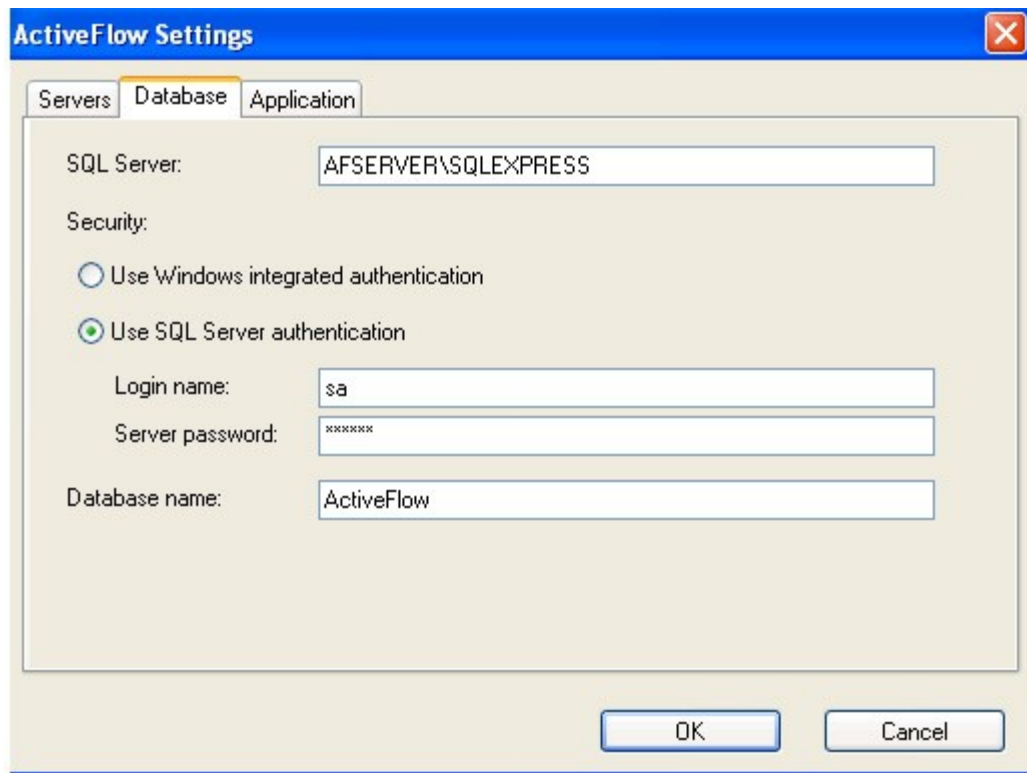 ActiveFlow Settings
Servers Database Application
SQL Server: AFSERVER\SQLEXPRESS
Security:
Use Windows integrated authentication
Use SQL Server authentication
Login name: sa
Server password: ******
Database name: ActiveFlow
OK Cancel